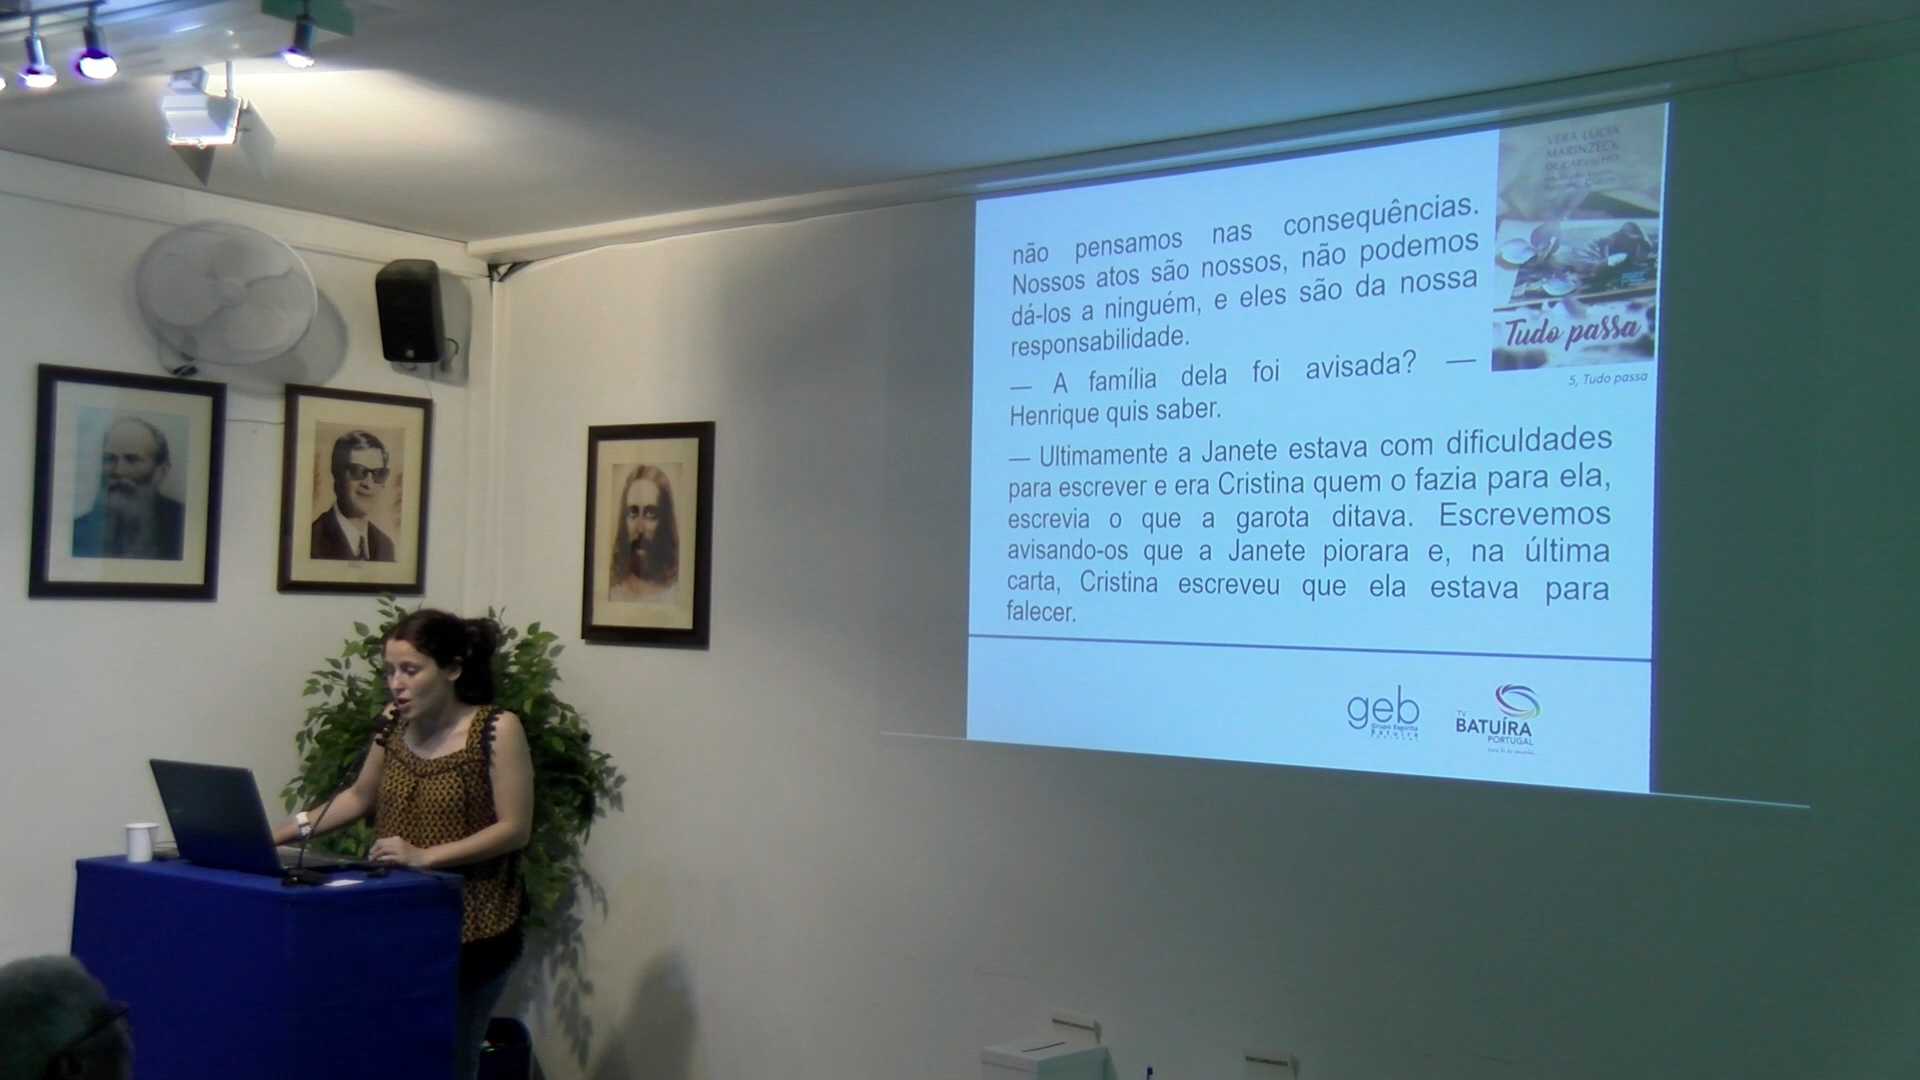 não pensamos nas consequências.
Nossos atos são nossos, não podemos
dá-los a ninguém, e eles são da nossa
responsabilidade.
— A família dela foi avisada? —
Henrique quis saber.
— Ultimamente a Janete estava com dificuldades
para escrever e era Cristina quem o fazia para ela,
escrevia o que a garota ditava. Escrevemos
avisando-os que a Janete piorara e, na última
carta, Cristina escreveu que ela estava para
falecer.
VERA LÚCIA
MARINZECK
DE CARVALHO
Tudo passa
5, Tudo passa
geb
Grupo Espírita
Batuíra
TV
BATUÍRA
PORTUGAL